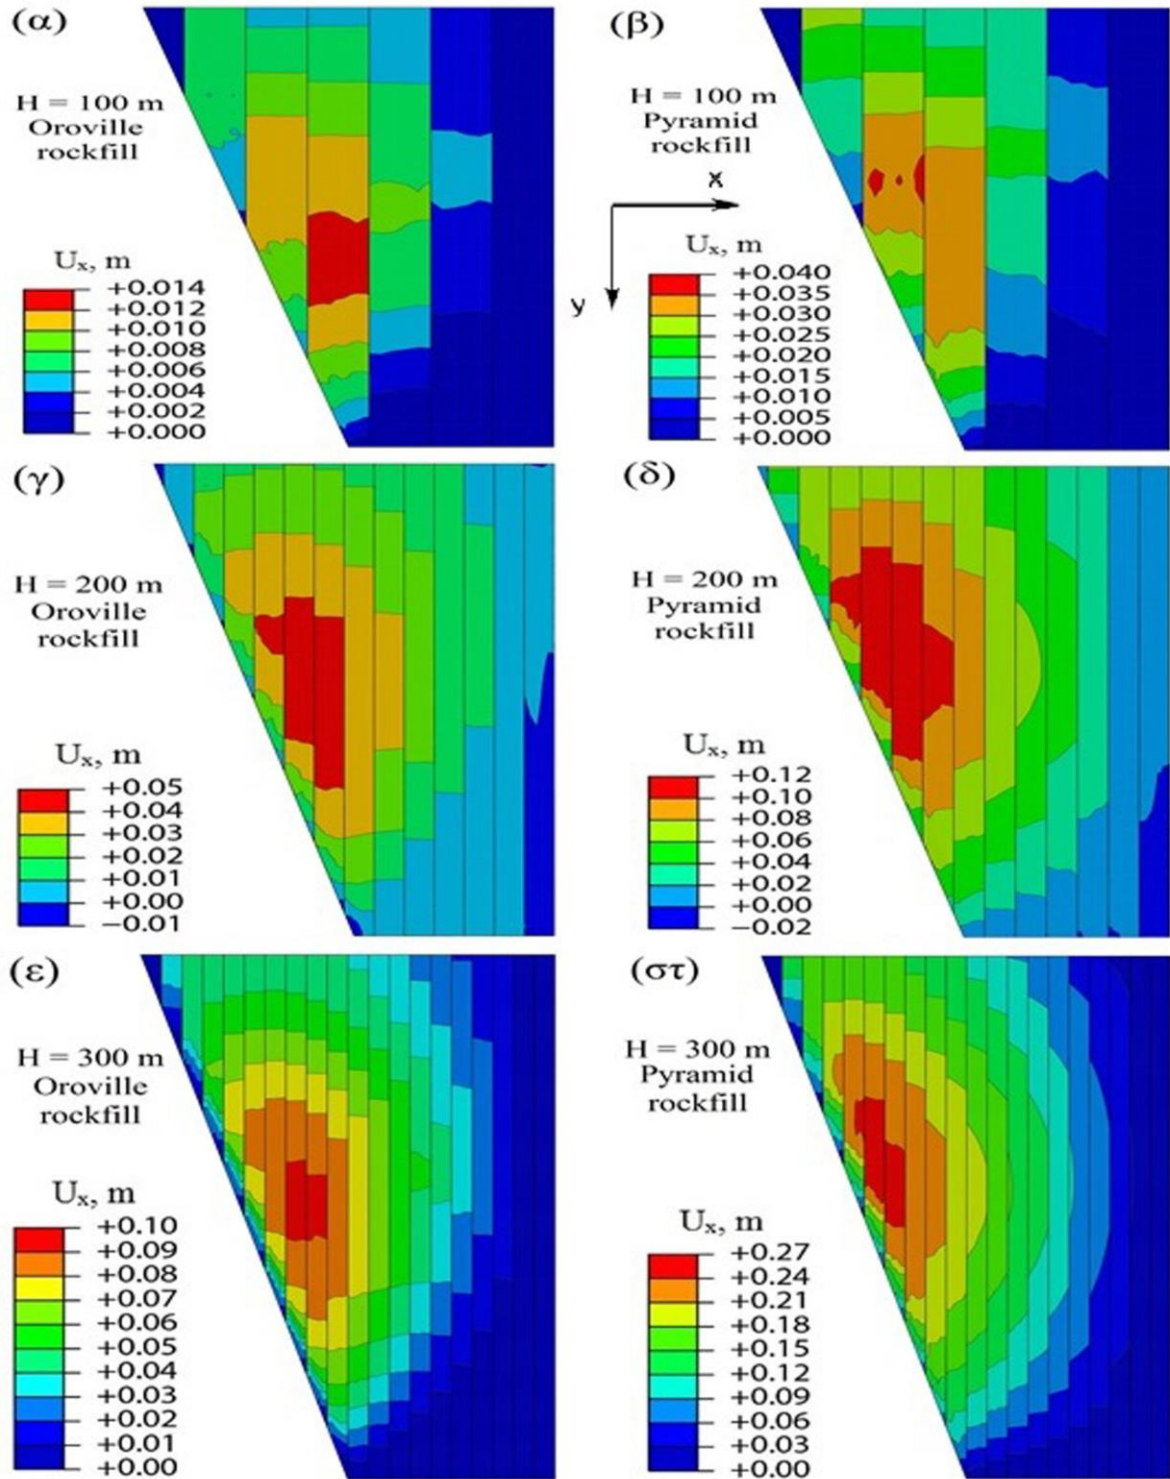 (α)
H = 100 m
Oroville
rockfill
Uₓ, m
+0.014
+0.012
+0.010
+0.008
+0.006
+0.004
+0.002
+0.000
(β)
H = 100 m
Pyramid
rockfill
x
y
Uₓ, m
+0.040
+0.035
+0.030
+0.025
+0.020
+0.015
+0.010
+0.005
+0.000
(γ)
H = 200 m
Oroville
rockfill
Uₓ, m
+0.05
+0.04
+0.03
+0.02
+0.01
+0.00
−0.01
(δ)
H = 200 m
Pyramid
rockfill
Uₓ, m
+0.12
+0.10
+0.08
+0.06
+0.04
+0.02
+0.00
−0.02
(ε)
H = 300 m
Oroville
rockfill
Uₓ, m
+0.10
+0.09
+0.08
+0.07
+0.06
+0.05
+0.04
+0.03
+0.02
+0.01
+0.00
(στ)
H = 300 m
Pyramid
rockfill
Uₓ, m
+0.27
+0.24
+0.21
+0.18
+0.15
+0.12
+0.09
+0.06
+0.03
+0.00